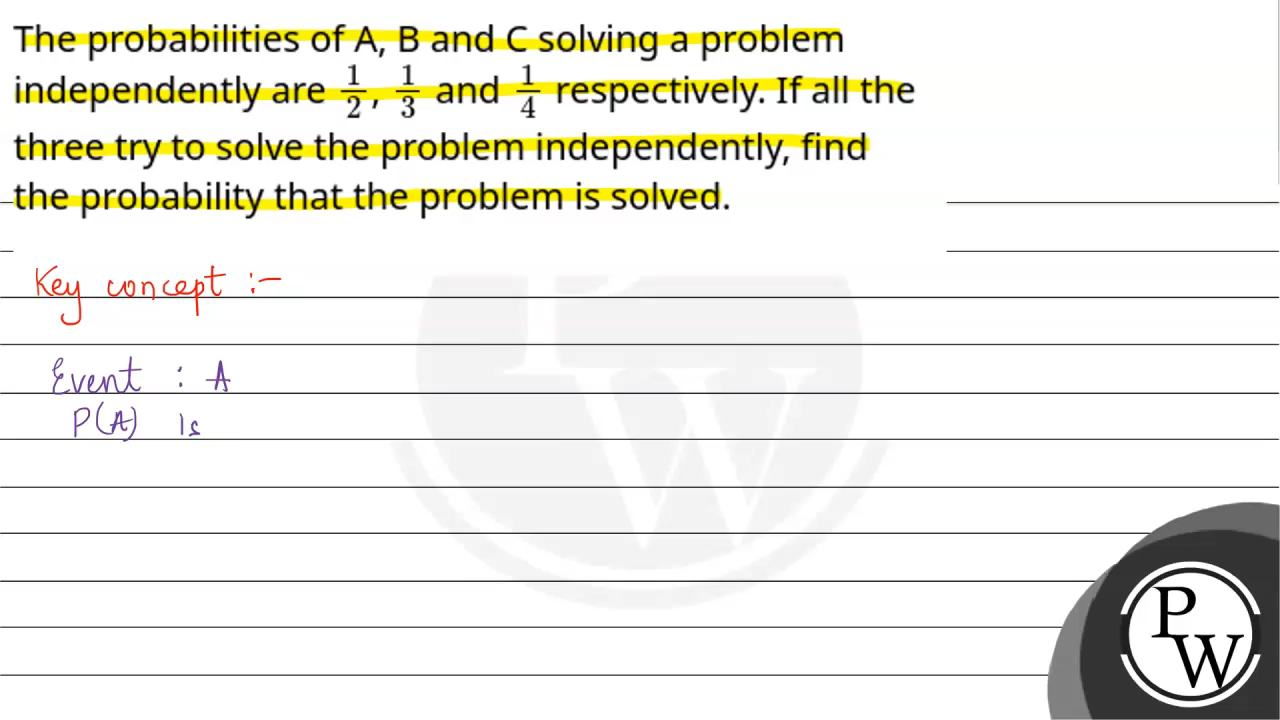 The probabilities of A, B and C solving a problem
independently are 1/2, 1/3 and 1/4 respectively. If all the
three try to solve the problem independently, find
the probability that the problem is solved.
Key concept :-
Event : A
P(A) is
PW
PW